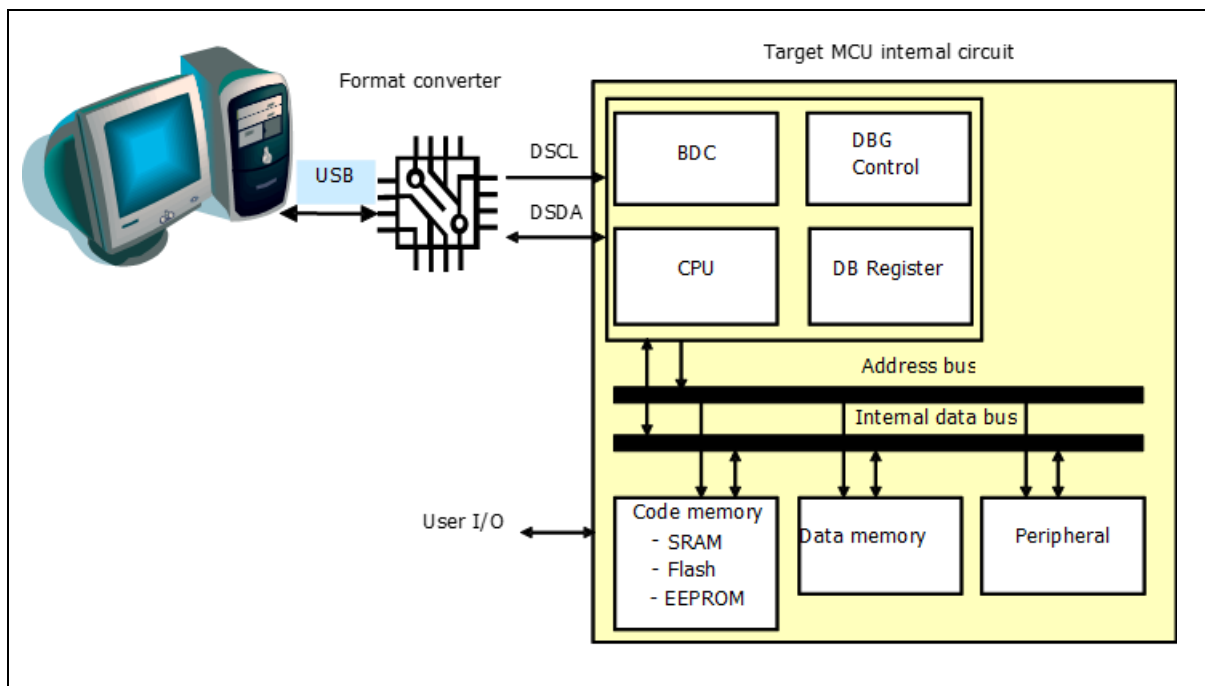 Target MCU internal circuit
Format converter
USB
DSCL
DSDA
BDC
DBG
Control
CPU
DB Register
Address bus
Internal data bus
User I/O
Code memory
- SRAM
- Flash
- EEPROM
Data memory
Peripheral